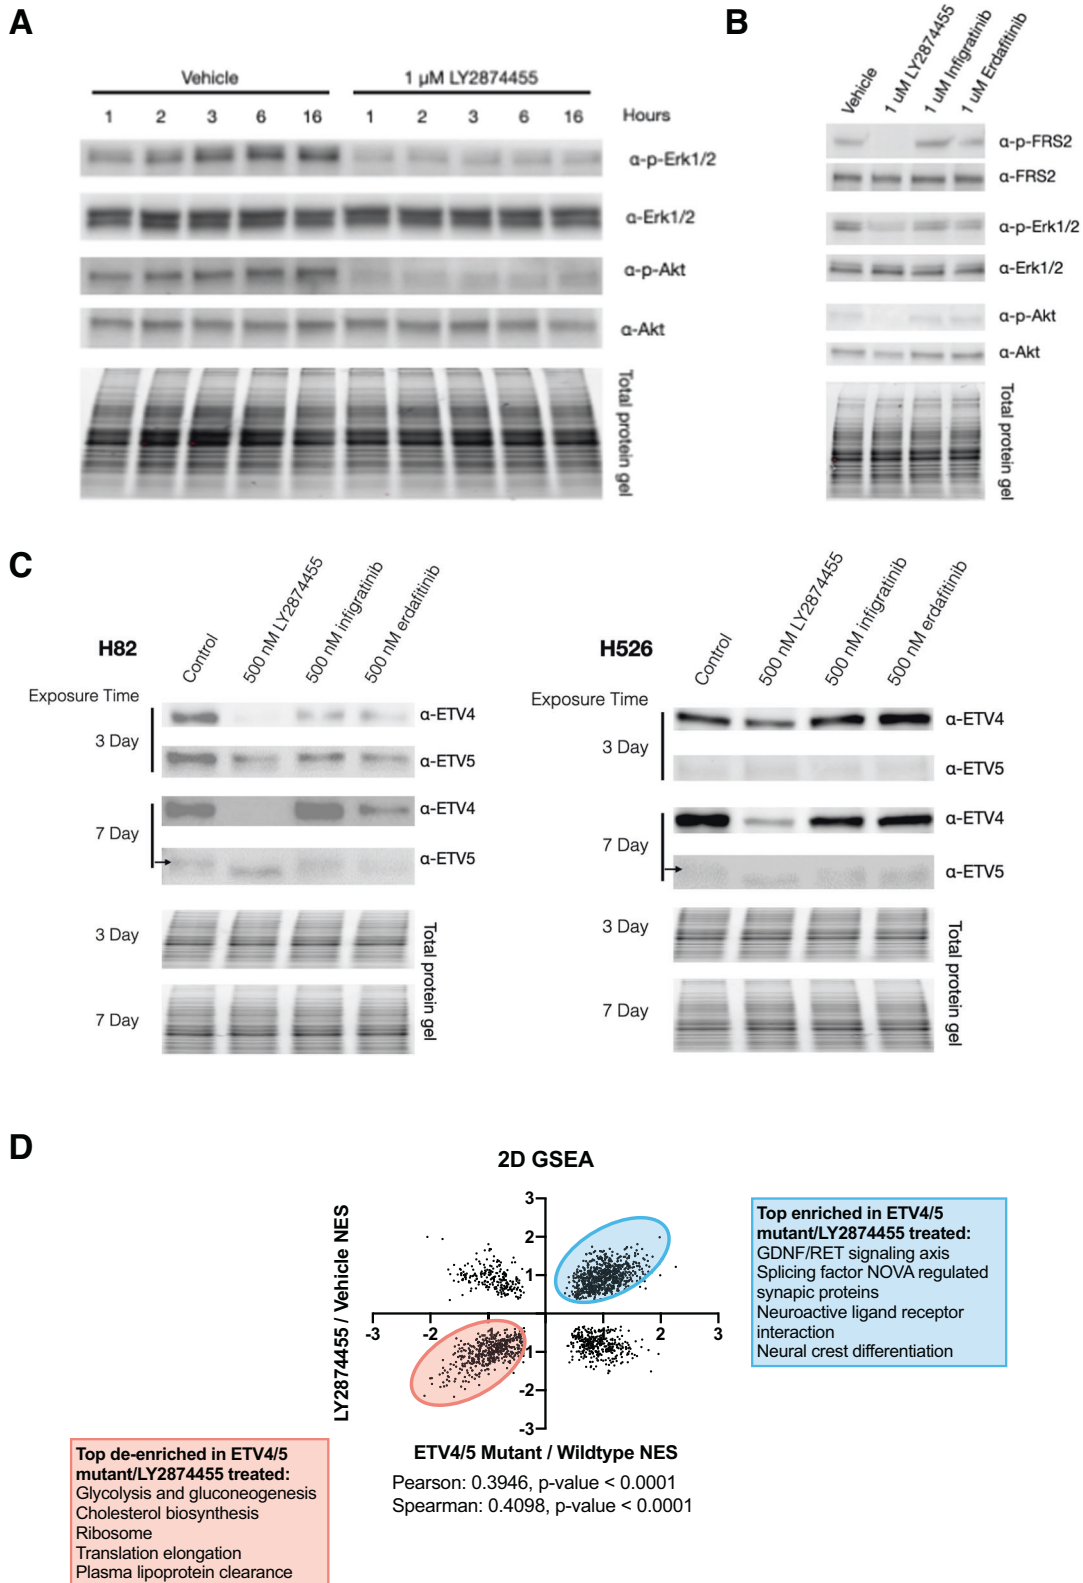 A
Vehicle
1 µM LY2874455
1 2 3 6 16 1 2 3 6 16 Hours
α-p-Erk1/2
α-Erk1/2
α-p-Akt
α-Akt
Total protein gel
B
Vehicle
1 uM LY2874455
1 uM Infigratinib
1 uM Erdafitinib
α-p-FRS2
α-FRS2
α-p-Erk1/2
α-Erk1/2
α-p-Akt
α-Akt
Total protein gel
C
H82
Control
500 nM LY2874455
500 nM infigratinib
500 nM erdafitinib
Exposure Time
3 Day
α-ETV4
α-ETV5
7 Day
α-ETV4
α-ETV5
3 Day
7 Day
Total protein gel
H526
Control
500 nM LY2874455
500 nM infigratinib
500 nM erdafitinib
Exposure Time
3 Day
α-ETV4
α-ETV5
7 Day
α-ETV4
α-ETV5
3 Day
7 Day
Total protein gel
D
2D GSEA
LY2874455 / Vehicle NES
3
2
1
-3 -2 2 3
-1
-2
-3
ETV4/5 Mutant / Wildtype NES
Pearson: 0.3946, p-value < 0.0001
Spearman: 0.4098, p-value < 0.0001
Top enriched in ETV4/5
mutant/LY2874455 treated:
GDNF/RET signaling axis
Splicing factor NOVA regulated
synapic proteins
Neuroactive ligand receptor
interaction
Neural crest differentiation
Top de-enriched in ETV4/5
mutant/LY2874455 treated:
Glycolysis and gluconeogenesis
Cholesterol biosynthesis
Ribosome
Translation elongation
Plasma lipoprotein clearance